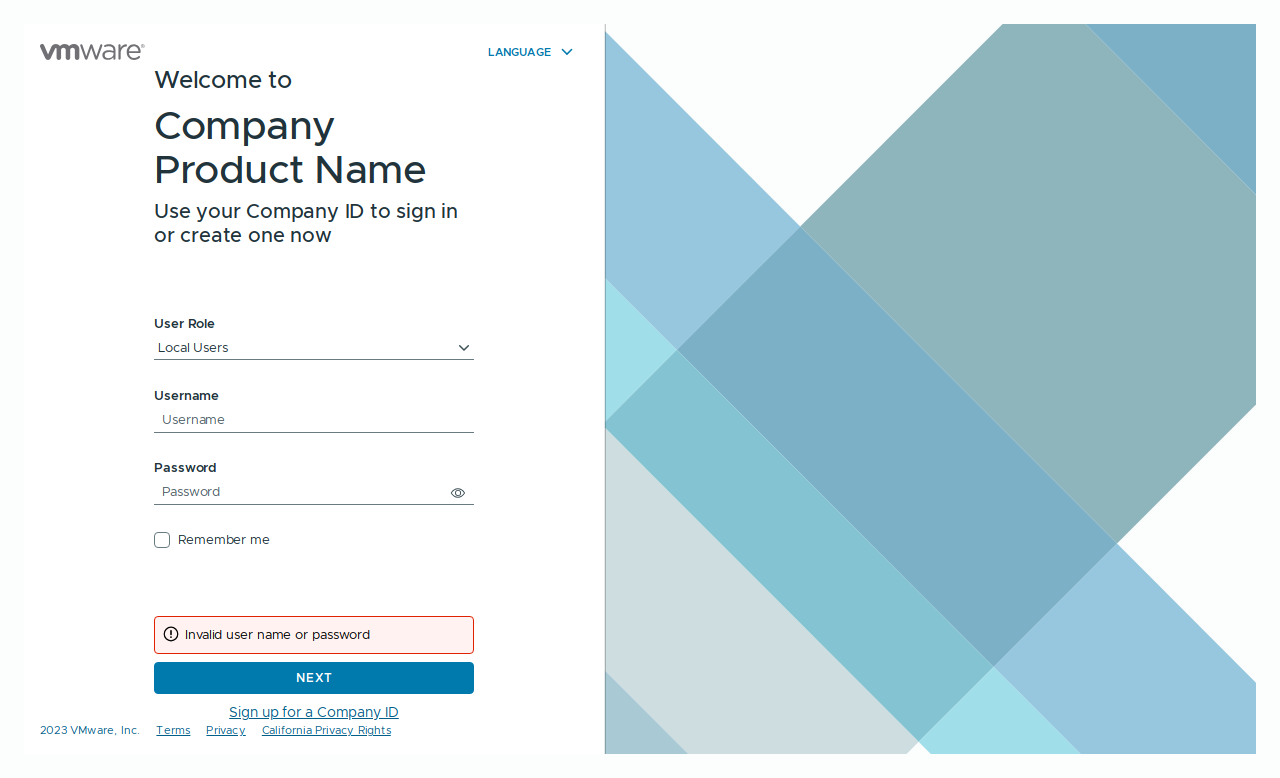 vmware®
LANGUAGE
Welcome to
Company
Product Name
Use your Company ID to sign in
or create one now
User Role
Local Users
Username
Username
Password
Password
Remember me
Invalid user name or password
NEXT
Sign up for a Company ID
2023 VMware, Inc. Terms Privacy California Privacy Rights